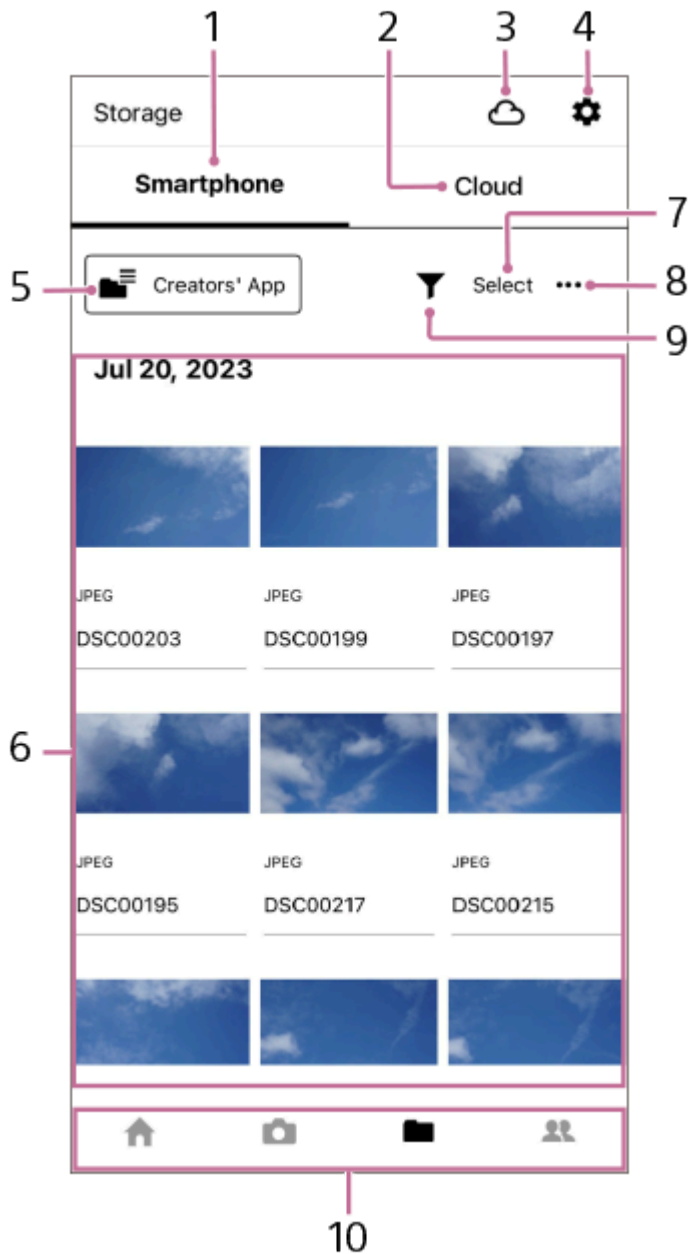 1 2 3 4
Storage
Smartphone Cloud
7
5 Creators' App Select 8
9
Jul 20, 2023
JPEG JPEG JPEG
DSC00203 DSC00199 DSC00197
6
JPEG JPEG JPEG
DSC00195 DSC00217 DSC00215
10